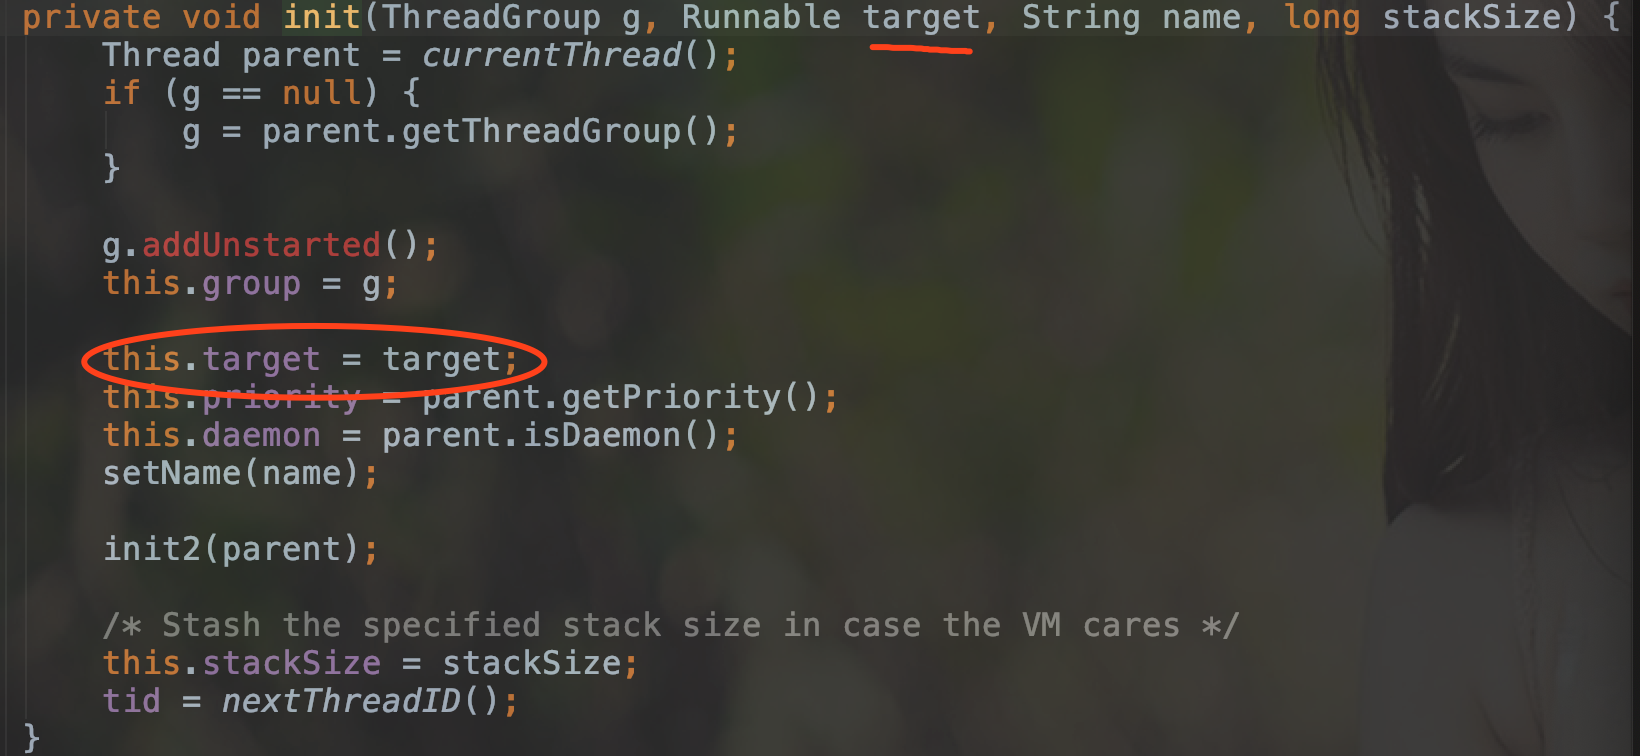 private void init(ThreadGroup g, Runnable target, String name, long stackSize) {
Thread parent = currentThread();
if (g == null) {
g = parent.getThreadGroup();
}
g.addUnstarted();
this.group = g;
this.target = target;
this.priority = parent.getPriority();
this.daemon = parent.isDaemon();
setName(name);
init2(parent);
/* Stash the specified stack size in case the VM cares */
this.stackSize = stackSize;
tid = nextThreadID();
}